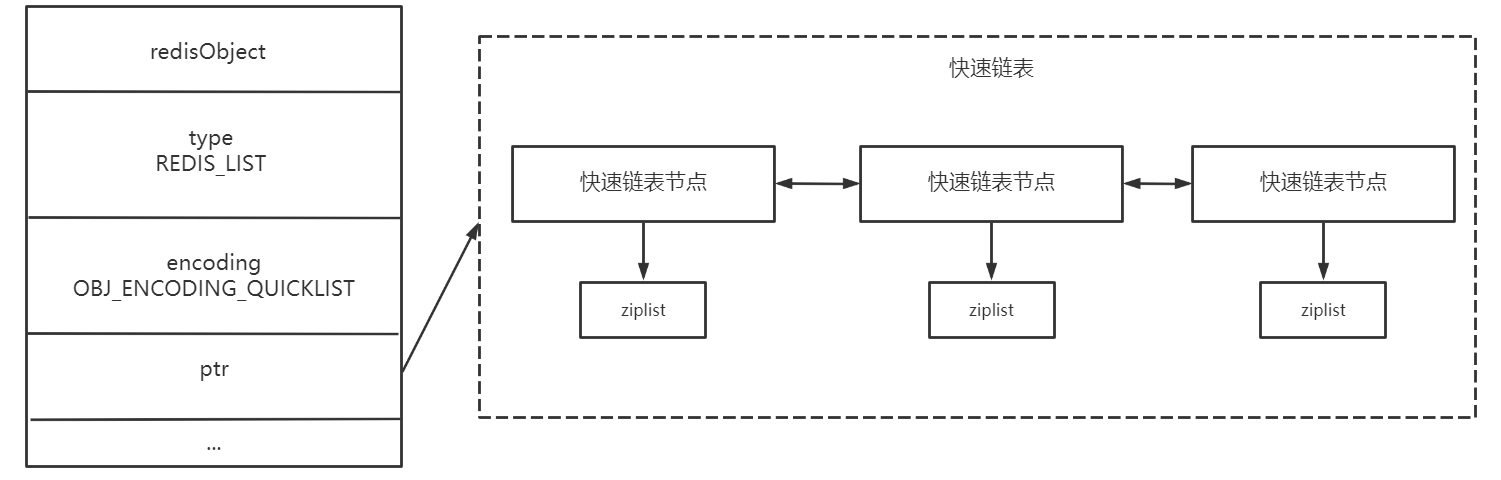 redisObject
type
REDIS_LIST
encoding
OBJ_ENCODING_QUICKLIST
ptr
...
快速链表
快速链表节点
快速链表节点
快速链表节点
ziplist
ziplist
ziplist